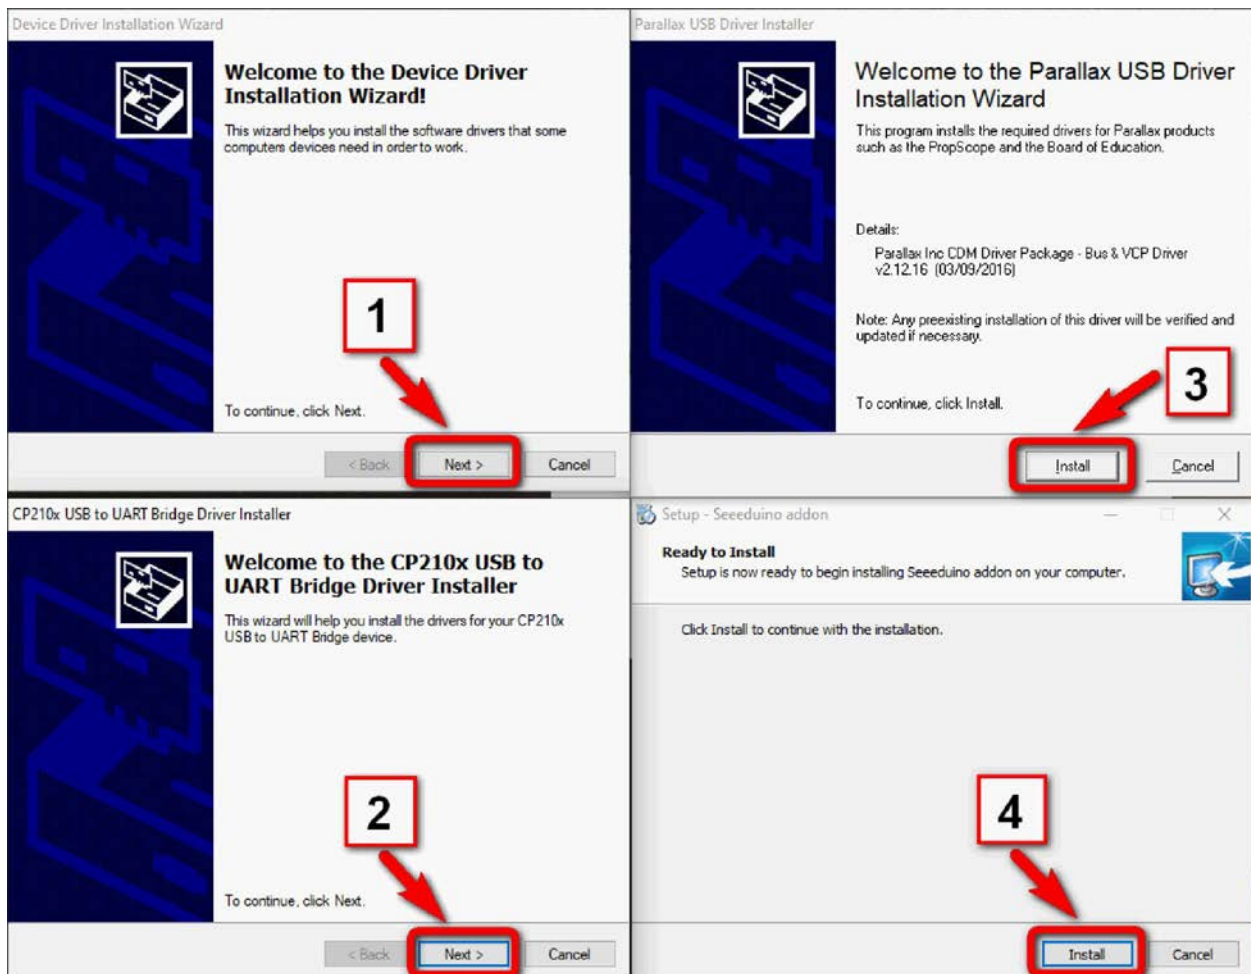 Device Driver Installation Wizard
Welcome to the Device Driver
Installation Wizard!
This wizard helps you install the software drivers that some
computers devices need in order to work.
1
To continue, click Next.
< Back
Next >
Cancel
Parallax USB Driver Installer
Welcome to the Parallax USB Driver
Installation Wizard
This program installs the required drivers for Parallax products
such as the PropScope and the Board of Education.
Details:
Parallax Inc CDM Driver Package - Bus & VCP Driver
v2.12.16 (03/09/2016)
Note: Any preexisting installation of this driver will be verified and
updated if necessary.
3
To continue, click Install.
Install
Cancel
CP210x USB to UART Bridge Driver Installer
Welcome to the CP210x USB to
UART Bridge Driver Installer
This wizard will help you install the drivers for your CP210x
USB to UART Bridge device.
2
To continue, click Next.
< Back
Next >
Cancel
Setup - Seeeduino addon
Ready to Install
Setup is now ready to begin installing Seeeduino addon on your computer.
Click Install to continue with the installation.
4
Install
Cancel